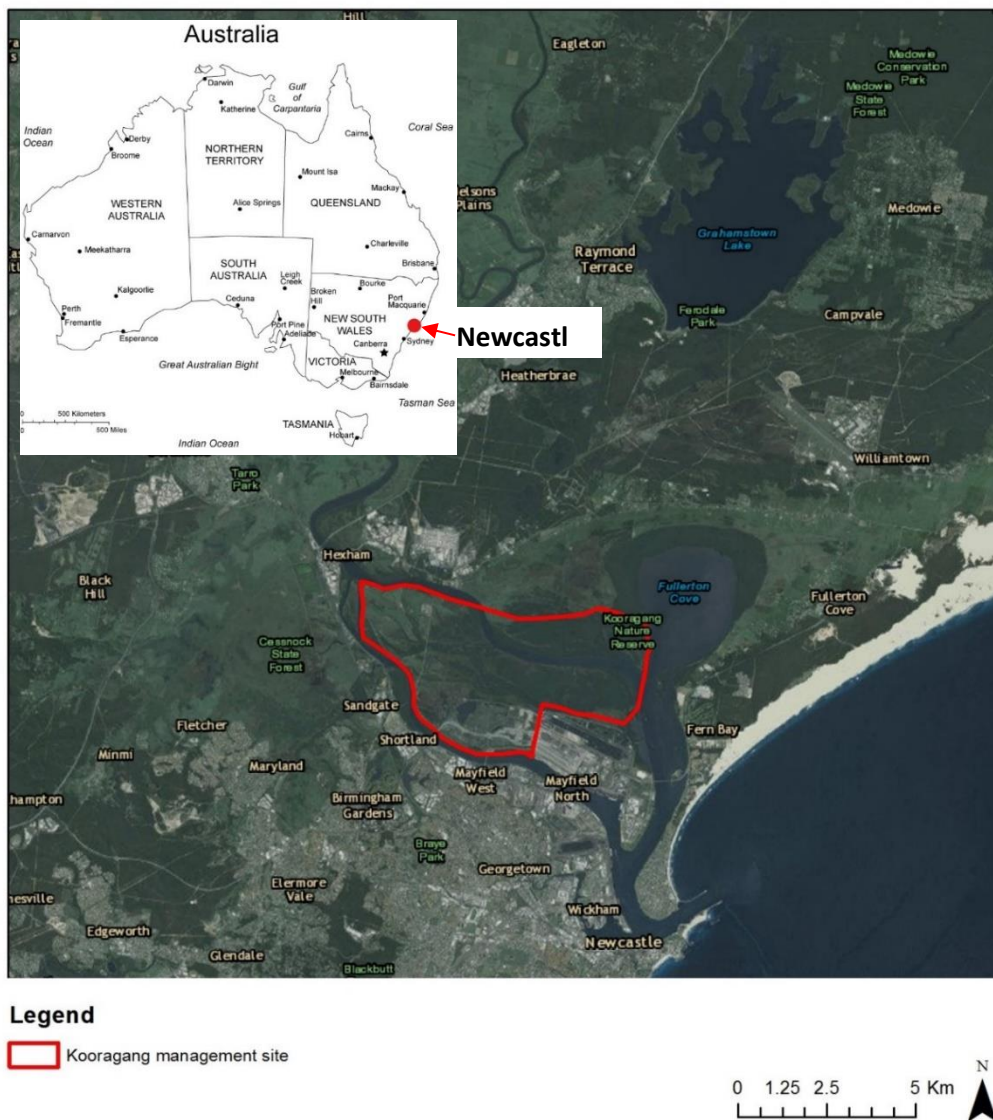 Australia
Darwin
Gulf
of
Carpantaria
Katherine
Indian
Ocean
Coral Sea
Derby
Broome
Cairns
NORTHERN
TERRITORY
Mount Isa
Mackay
WESTERN
AUSTRALIA
Alice Springs
QUEENSLAND
Carnarvon
Meekatharra
Charleville
SOUTH
AUSTRALIA
Leigh
Creek
Brisbane
Kalgoorlie
Broken
Hill
Bourke
Port
Macquarie
Perth
Fremantle
Ceduna
NEW SOUTH
WALES
Esperance
Port Pine
Adelaide
Canberra
Sydney
Newcastl
Great Australian Bight
VICTORIA
Melbourne
Bairnsdale
Tasman Sea
500 Kilometers
500 Miles
TASMANIA
Hobart
Indian Ocean
Hill
Eagleton
Medowie
Conservation
Park
Medowie
State
Forest
elsons
Plains
Medowie
Grahamstown
Lake
Raymond
Terrace
Ferodale
Park
Campvale
Heatherbrae
Williamtown
Tarro
Park
Hexham
Black
Hill
Fullerton
Cove
Fullerton
Cove
Kooragang
Nature
Reserve
Cessnock
State
Forest
Sandgate
Fletcher
Shortland
Fern Bay
Minmi
Maryland
Mayfield
West
Mayfield
North
hampton
Birmingham
Gardens
Braye
Park
Georgetown
Elermore
Vale
nesville
Wickham
Edgeworth
Newcastle
Glendale
Blackbutt
Legend
Kooragang management site
N
0 1.25 2.5 5 Km